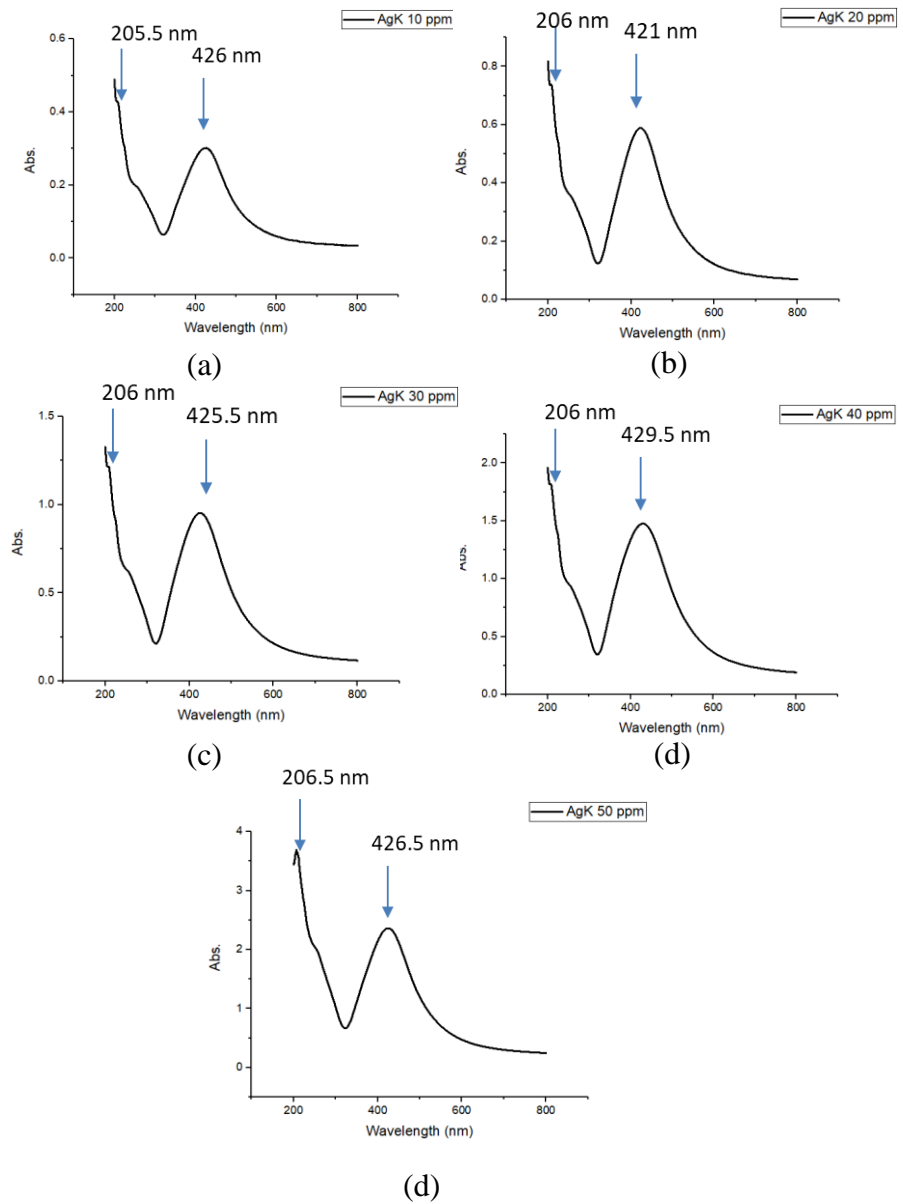 AgK 10 ppm
205.5 nm
426 nm
0.6
0.4
0.2
0.0
Abs.
200
400
600
800
Wavelength (nm)
(a)
AgK 20 ppm
206 nm
421 nm
0.8
0.6
0.4
0.2
0.0
Abs.
200
400
600
800
Wavelength (nm)
(b)
AgK 30 ppm
206 nm
425.5 nm
1.5
1.0
0.5
0.0
Abs.
200
400
600
800
Wavelength (nm)
(c)
AgK 40 ppm
206 nm
429.5 nm
2.0
1.5
1.0
0.5
0.0
Abs.
200
400
600
800
Wavelength (nm)
(d)
206.5 nm
AgK 50 ppm
426.5 nm
4
3
2
1
0
Abs.
200
400
600
800
Wavelength (nm)
(d)